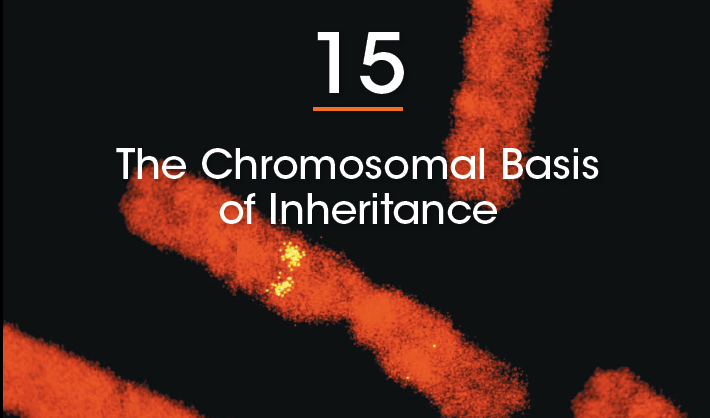 15
The Chromosomal Basis
of Inheritance